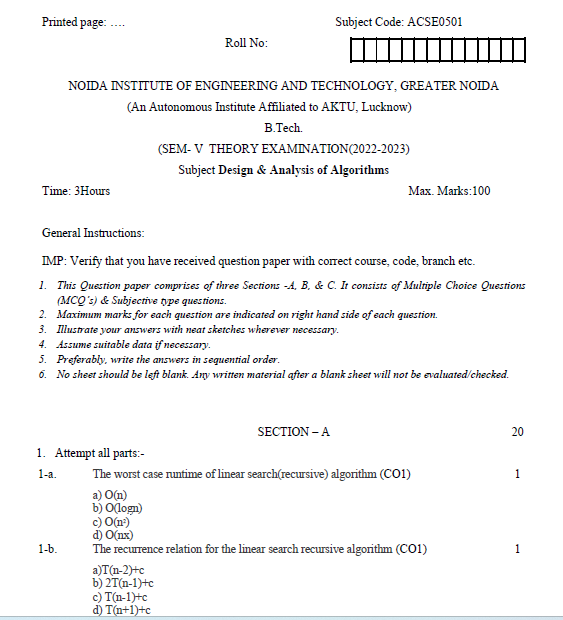 Printed page: ....
Subject Code: ACSE0501
Roll No:
NOIDA INSTITUTE OF ENGINEERING AND TECHNOLOGY, GREATER NOIDA
(An Autonomous Institute Affiliated to AKTU, Lucknow)
B.Tech.
(SEM- V THEORY EXAMINATION(2022-2023)
Subject Design & Analysis of Algorithms
Time: 3Hours
Max. Marks:100
General Instructions:
IMP: Verify that you have received question paper with correct course, code, branch etc.
1. This Question paper comprises of three Sections -A, B, & C. It consists of Multiple Choice Questions
(MCQ's) & Subjective type questions.
2. Maximum marks for each question are indicated on right hand side of each question.
3. Illustrate your answers with neat sketches wherever necessary.
4. Assume suitable data if necessary.
5. Preferably, write the answers in sequential order.
6. No sheet should be left blank. Any written material after a blank sheet will not be evaluated/checked.
SECTION – A 20
1. Attempt all parts:-
1-a. The worst case runtime of linear search(recursive) algorithm (CO1) 1
a) O(n)
b) O(logn)
c) O(n²)
d) O(nx)
1-b. The recurrence relation for the linear search recursive algorithm (CO1) 1
a)T(n-2)+c
b) 2T(n-1)+c
c) T(n-1)+c
d) T(n+1)+c